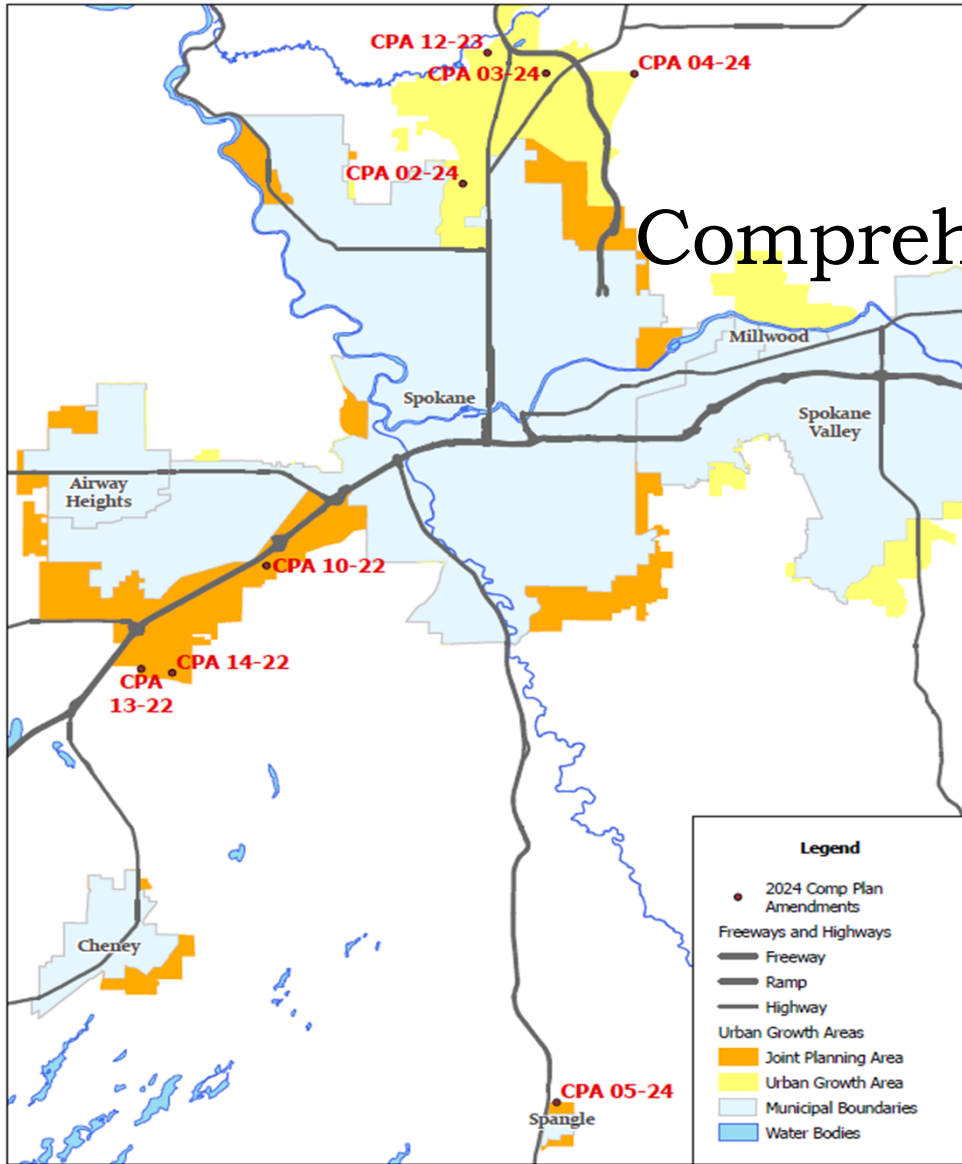 CPA 12-23
CPA 03-24
CPA 04-24
CPA 02-24
Compreh
Millwood
Spokane
Spokane
Valley
Airway
Heights
CPA 10-22
CPA 14-22
CPA
13-22
Cheney
CPA 05-24
Spangle
Legend
2024 Comp Plan
Amendments
Freeways and Highways
Freeway
Ramp
Highway
Urban Growth Areas
Joint Planning Area
Urban Growth Area
Municipal Boundaries
Water Bodies